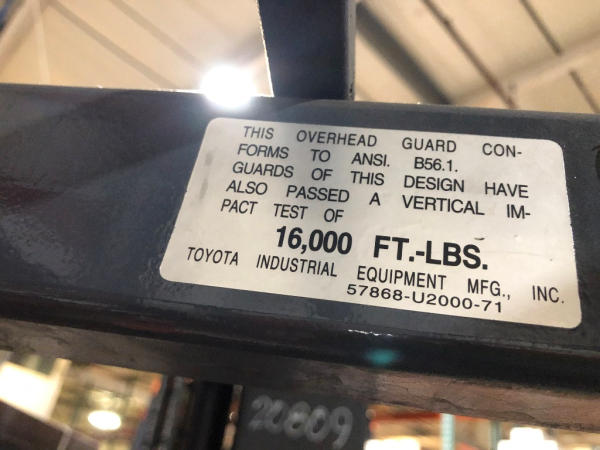 THIS OVERHEAD GUARD CON-
FORMS TO ANSI. B56.1.
GUARDS OF THIS DESIGN HAVE
ALSO PASSED A VERTICAL IM-
PACT TEST OF
16,000 FT.-LBS.
TOYOTA INDUSTRIAL EQUIPMENT MFG., INC.
57868-U2000-71
20809